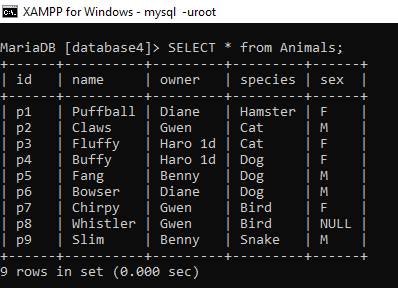 XAMPP for Windows - mysql -uroot
MariaDB [database4]> SELECT * from Animals;
+----+----------+---------+---------+------+
| id | name | owner | species | sex |
+----+----------+---------+---------+------+
| p1 | Puffball | Diane | Hamster | F |
| p2 | Claws | Gwen | Cat | M |
| p3 | Fluffy | Haro 1d | Cat | F |
| p4 | Buffy | Haro 1d | Dog | F |
| p5 | Fang | Benny | Dog | M |
| p6 | Bowser | Diane | Dog | M |
| p7 | Chirpy | Gwen | Bird | F |
| p8 | Whistler | Gwen | Bird | NULL |
| p9 | Slim | Benny | Snake | M |
+----+----------+---------+---------+------+
9 rows in set (0.000 sec)